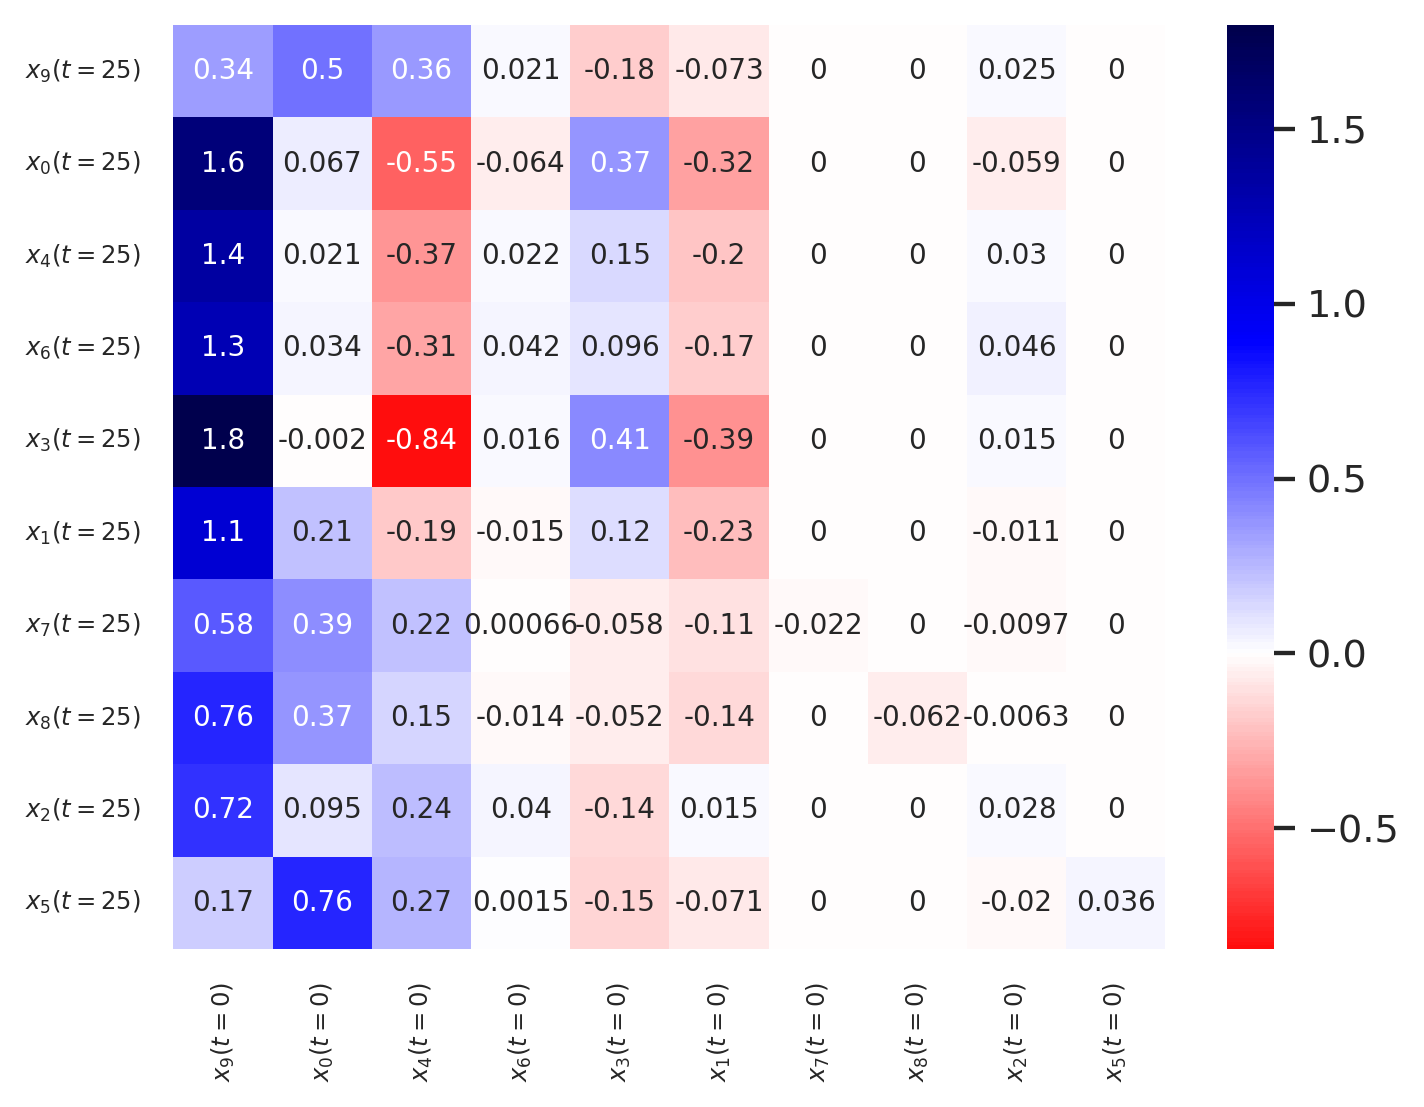 x₉(t = 25) 0.34 0.5 0.36 0.021 -0.18 -0.073 0 0 0.025 0
x₀(t = 25) 1.6 0.067 -0.55 -0.064 0.37 -0.32 0 0 -0.059 0
x₄(t = 25) 1.4 0.021 -0.37 0.022 0.15 -0.2 0 0 0.03 0
x₆(t = 25) 1.3 0.034 -0.31 0.042 0.096 -0.17 0 0 0.046 0
x₃(t = 25) 1.8 -0.002 -0.84 0.016 0.41 -0.39 0 0 0.015 0
x₁(t = 25) 1.1 0.21 -0.19 -0.015 0.12 -0.23 0 0 -0.011 0
x₇(t = 25) 0.58 0.39 0.22 0.00066 -0.058 -0.11 -0.022 0 -0.0097 0
x₈(t = 25) 0.76 0.37 0.15 -0.014 -0.052 -0.14 0 -0.062 -0.0063 0
x₂(t = 25) 0.72 0.095 0.24 0.04 -0.14 0.015 0 0 0.028 0
x₅(t = 25) 0.17 0.76 0.27 0.0015 -0.15 -0.071 0 0 -0.02 0.036
x₉(t = 0) x₀(t = 0) x₄(t = 0) x₆(t = 0) x₃(t = 0) x₁(t = 0) x₇(t = 0) x₈(t = 0) x₂(t = 0) x₅(t = 0)
1.5
1.0
0.5
0.0
−0.5